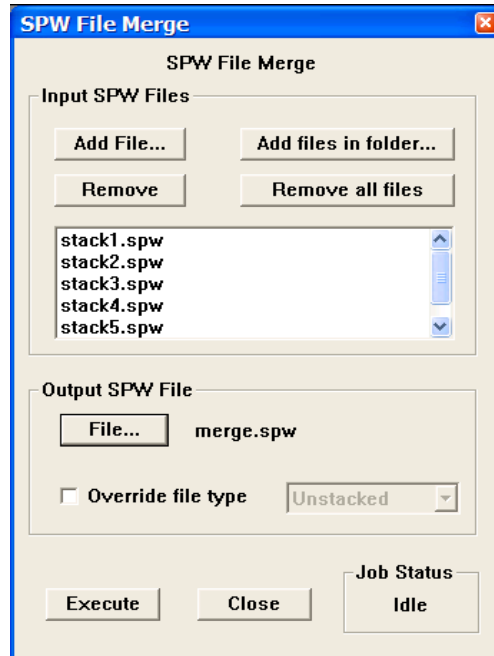 SPW File Merge
SPW File Merge
Input SPW Files
Add File... Add files in folder...
Remove Remove all files
stack1.spw
stack2.spw
stack3.spw
stack4.spw
stack5.spw
Output SPW File
File... merge.spw
Override file type Unstacked
Job Status
Execute Close Idle